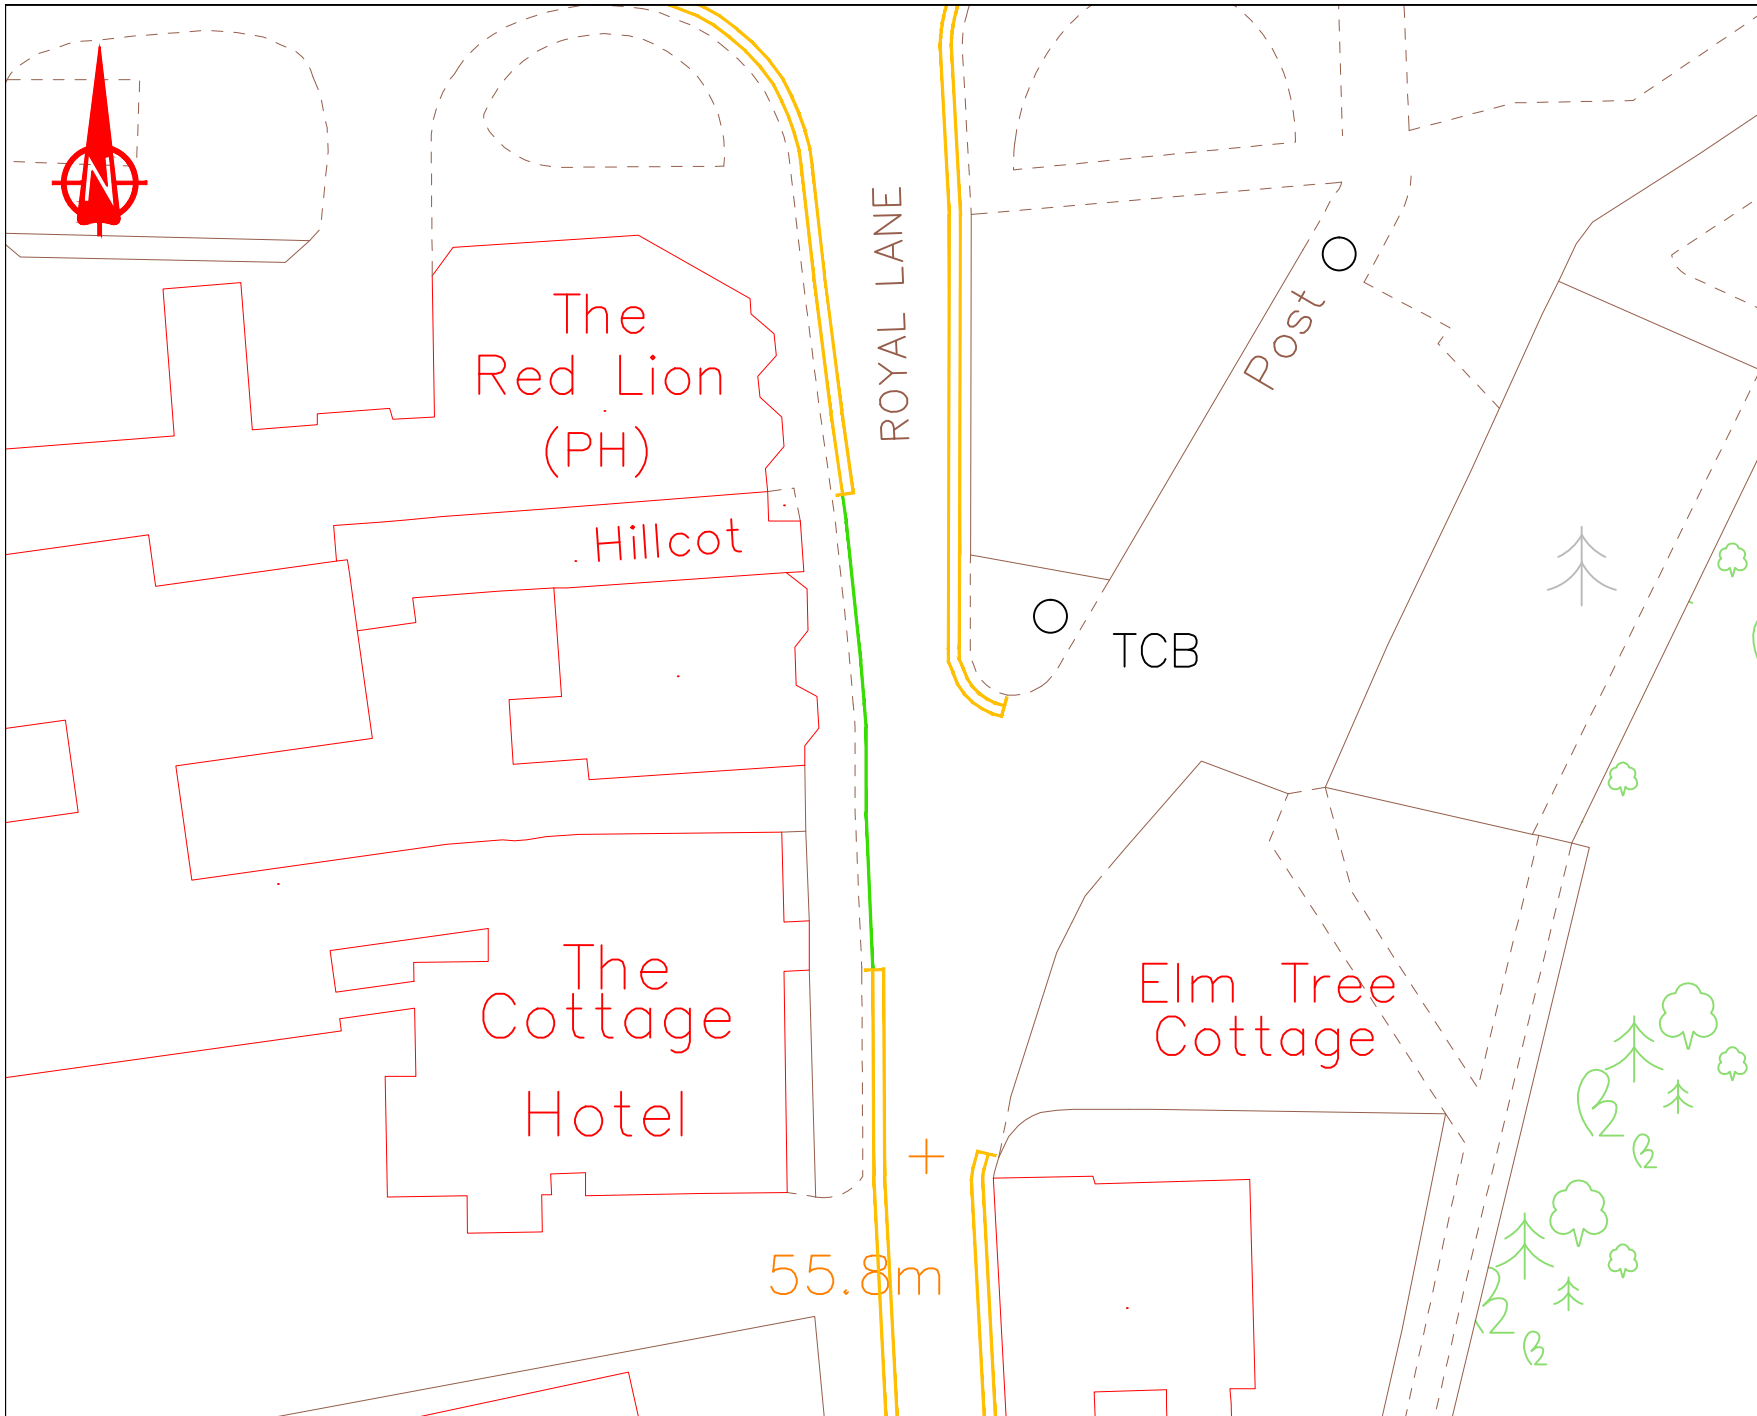 N
ROYAL LANE
The
Red Lion
(PH)
Post
Hillcot
TCB
The
Cottage
Hotel
Elm Tree
Cottage
55.8m